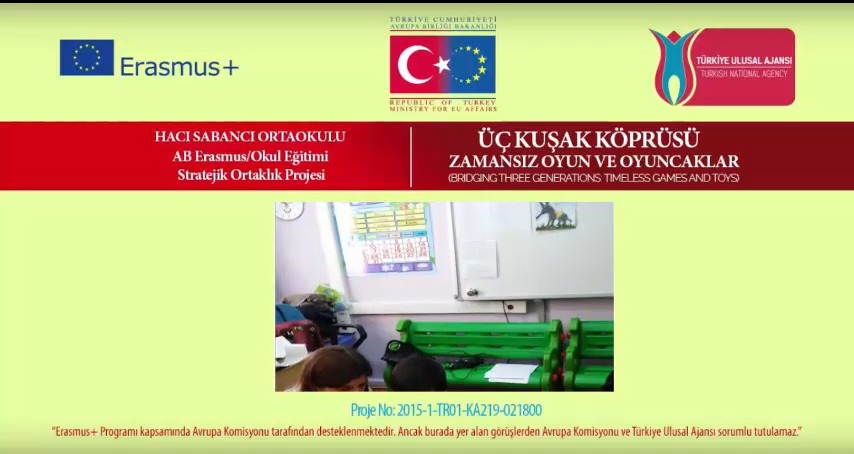 Erasmus+
TÜRKİYE CUMHURİYETİ
AVRUPA BİRLİĞİ BAKANLIĞI
REPUBLIC OF TURKEY
MINISTRY FOR EU AFFAIRS
TÜRKİYE ULUSAL AJANSI
TURKISH NATIONAL AGENCY
HACI SABANCI ORTAOKULU
AB Erasmus/Okul Eğitimi
Stratejik Ortaklık Projesi
ÜÇ KUŞAK KÖPRÜSÜ
ZAMANSIZ OYUN VE OYUNCAKLAR
(BRIDGING THREE GENERATIONS: TIMELESS GAMES AND TOYS)
Proje No: 2015-1-TR01-KA219-021800
“Erasmus+ Programı kapsamında Avrupa Komisyonu tarafından desteklenmektedir. Ancak burada yer alan görüşlerden Avrupa Komisyonu ve Türkiye Ulusal Ajansı sorumlu tutulamaz.”